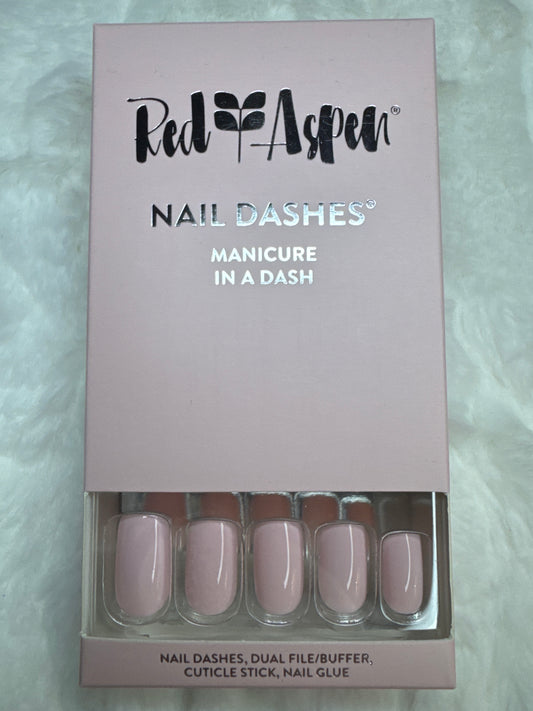 Red Aspen®
NAIL DASHES®
MANICURE
IN A DASH
NAIL DASHES, DUAL FILE/BUFFER,
CUTICLE STICK, NAIL GLUE